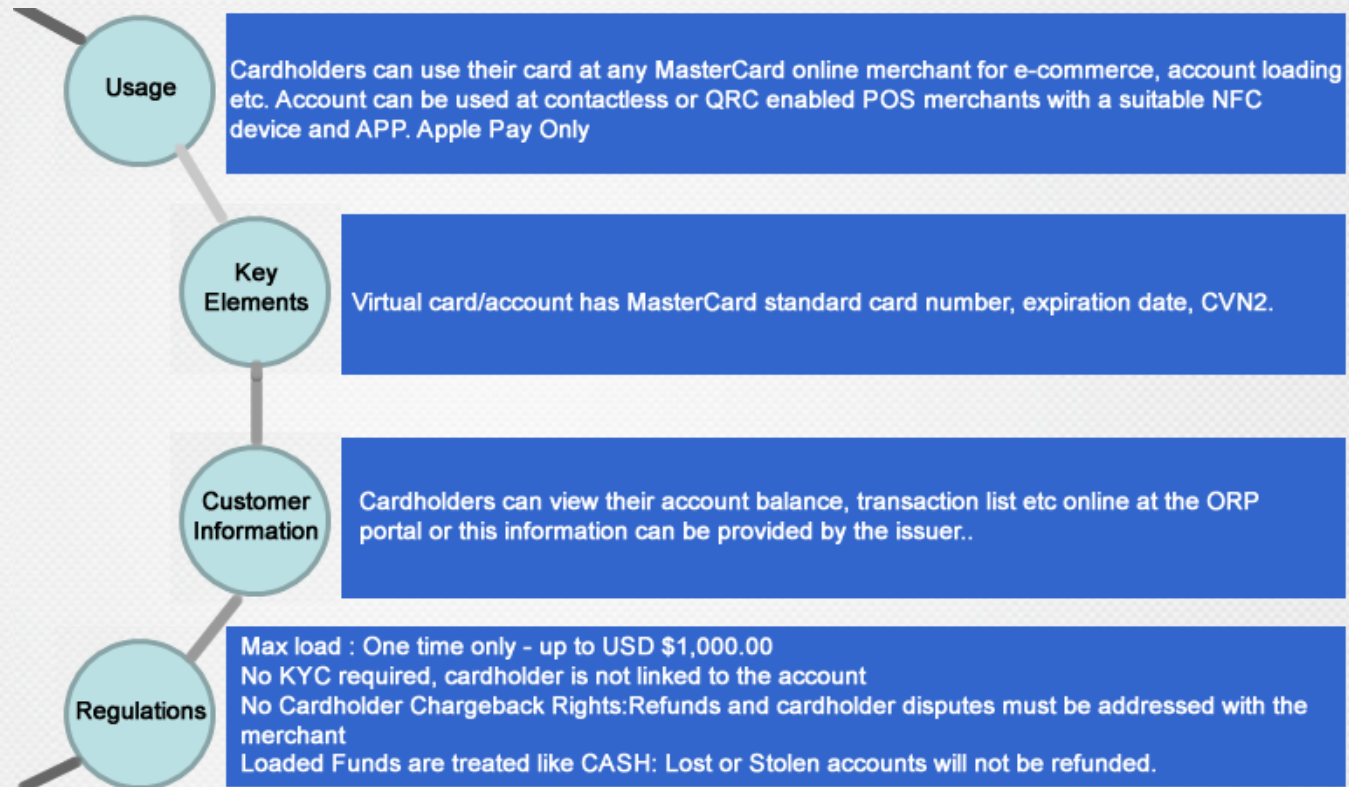 Usage
Cardholders can use their card at any MasterCard online merchant for e-commerce, account loading
etc. Account can be used at contactless or QRC enabled POS merchants with a suitable NFC
device and APP. Apple Pay Only
Key
Elements
Virtual card/account has MasterCard standard card number, expiration date, CVN2.
Customer
Information
Cardholders can view their account balance, transaction list etc online at the ORP
portal or this information can be provided by the issuer..
Regulations
Max load : One time only - up to USD $1,000.00
No KYC required, cardholder is not linked to the account
No Cardholder Chargeback Rights:Refunds and cardholder disputes must be addressed with the
merchant
Loaded Funds are treated like CASH: Lost or Stolen accounts will not be refunded.